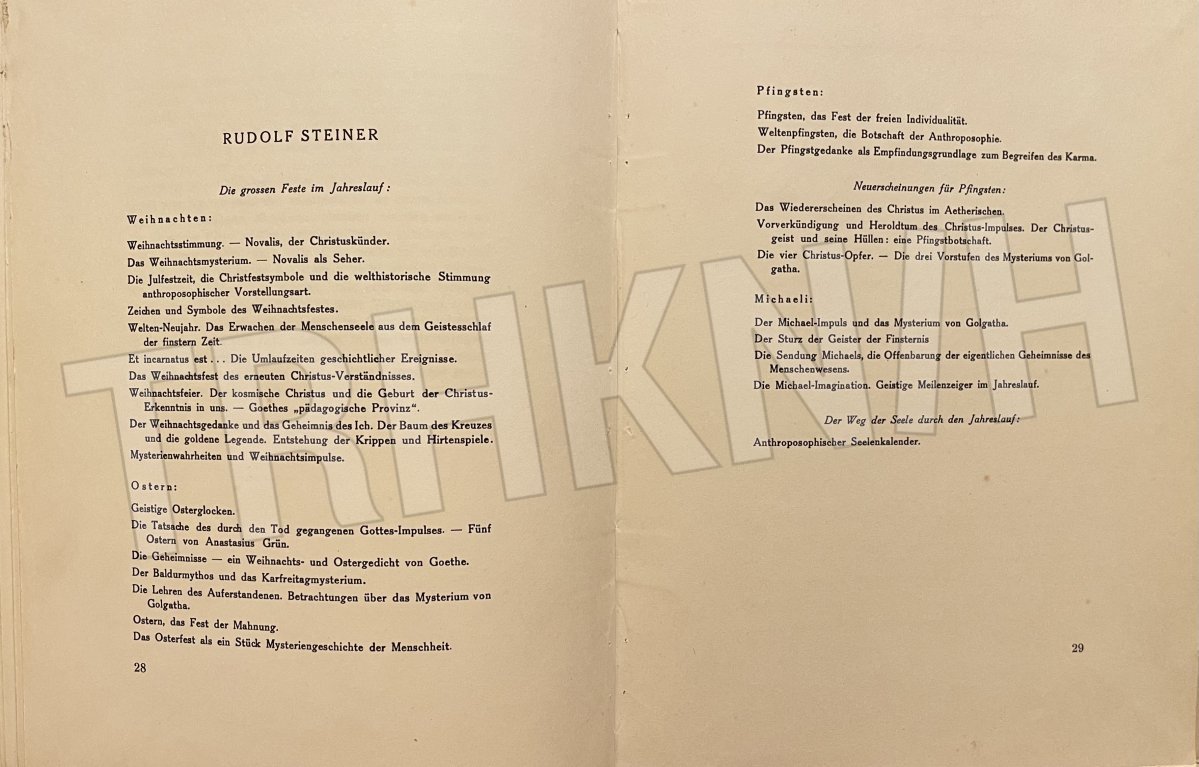 RUDOLF STEINER
Die grossen Feste im Jahreslauf:
Weihnachten:
Weihnachtsstimmung. — Novalis, der Christuskünder.
Das Weihnachtsmysterium. — Novalis als Seher.
Die Julfestzeit, die Christfestsymbole und die welthistorische Stimmung
anthroposophischer Vorstellungsart.
Zeichen und Symbole des Weihnachtsfestes.
Welten-Neujahr. Das Erwachen der Menschenseele aus dem Geistesschlaf
der finstern Zeit.
Et incarnatus est... Die Umlaufzeiten geschichtlicher Ereignisse.
Das Weihnachtsfest des erneuten Christus-Verständnisses.
Weihnachtsfeier. Der kosmische Christus und die Geburt der Christus-
Erkenntnis in uns. — Goethes „pädagogische Provinz“.
Der Weihnachtsgedanke und das Geheimnis des Ich. Der Baum des Kreuzes
und die goldene Legende. Entstehung der Krippen und Hirtenspiele.
Mysterienwahrheiten und Weihnachtsimpulse.
Ostern:
Geistige Osterglocken.
Die Tatsache des durch den Tod gegangenen Gottes-Impulses. — Fünf
Ostern von Anastasius Grün.
Die Geheimnisse — ein Weihnachts- und Ostergedicht von Goethe.
Der Baldurmythos und das Karfreitagmysterium.
Die Lehren des Auferstandenen. Betrachtungen über das Mysterium von
Golgatha.
Ostern, das Fest der Mahnung.
Das Osterfest als ein Stück Mysteriengeschichte der Menschheit.
28
Pfingsten:
Pfingsten, das Fest der freien Individualität.
Weltenpfingsten, die Botschaft der Anthroposophie.
Der Pfingstgedanke als Empfindungsgrundlage zum Begreifen des Karma.
Neuerscheinungen für Pfingsten:
Das Wiedererscheinen des Christus im Aetherischen.
Vorverkündigung und Heroldtum des Christus-Impulses. Der Christus-
geist und seine Hüllen: eine Pfingstbotschaft.
Die vier Christus-Opfer. — Die drei Vorstufen des Mysteriums von Gol-
gatha.
Michaeli:
Der Michael-Impuls und das Mysterium von Golgatha.
Der Sturz der Geister der Finsternis
Die Sendung Michaels, die Offenbarung der eigentlichen Geheimnisse des
Menschenwesens.
Die Michael-Imagination. Geistige Meilenzeiger im Jahreslauf.
Der Weg der Seele durch den Jahreslauf:
Anthroposophischer Seelenkalender.
29
TRHKN/H